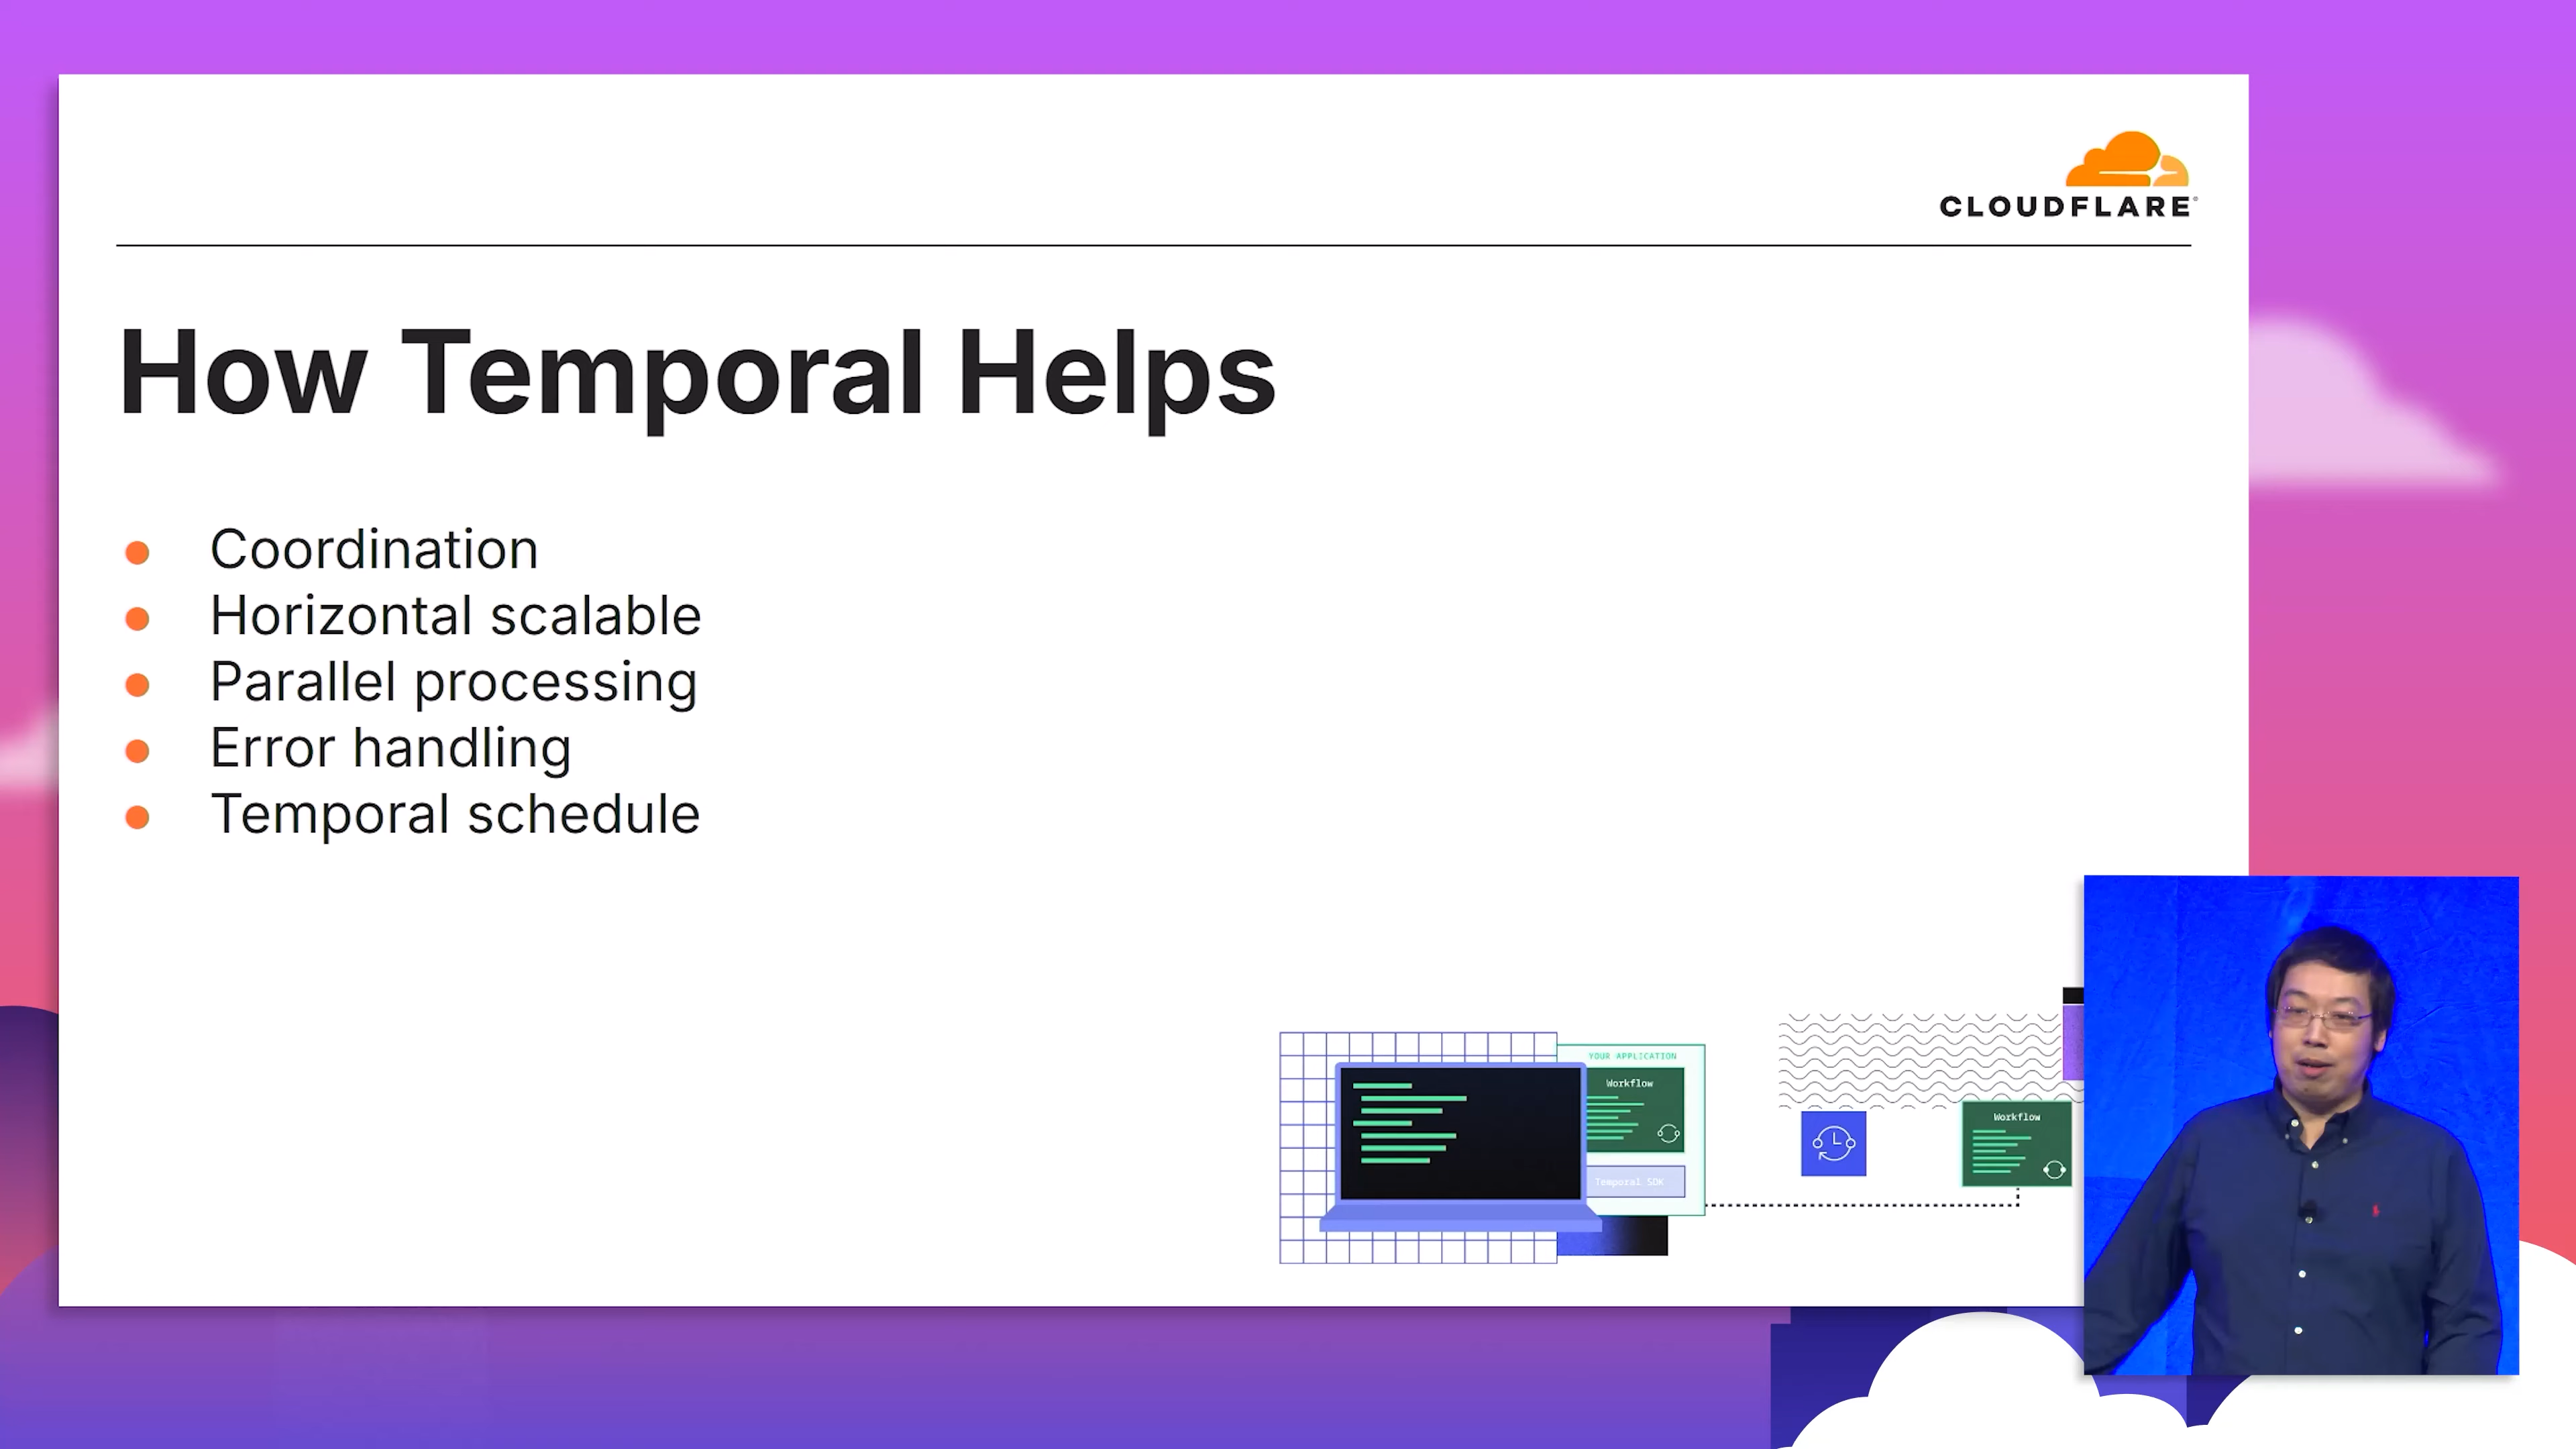 CLOUDFLARE
How Temporal Helps
Coordination
Horizontal scalable
Parallel processing
Error handling
Temporal schedule
YOUR APPLICATION
Workflow
Temporal SDK
Workflow